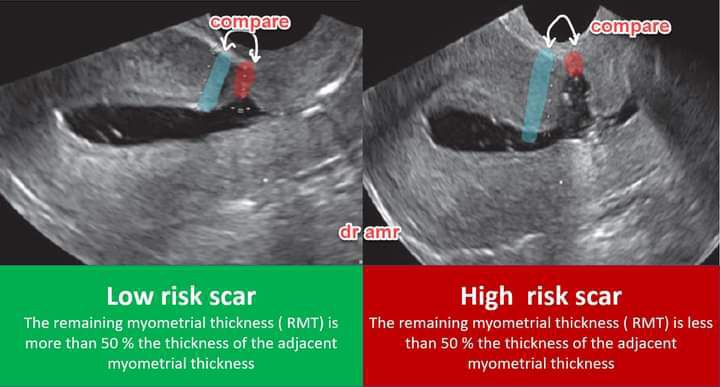 compare
compare
dr amr
Low risk scar
The remaining myometrial thickness ( RMT) is
more than 50 % the thickness of the adjacent
myometrial thickness
High risk scar
The remaining myometrial thickness ( RMT) is less
than 50 % the thickness of the adjacent
myometrial thickness